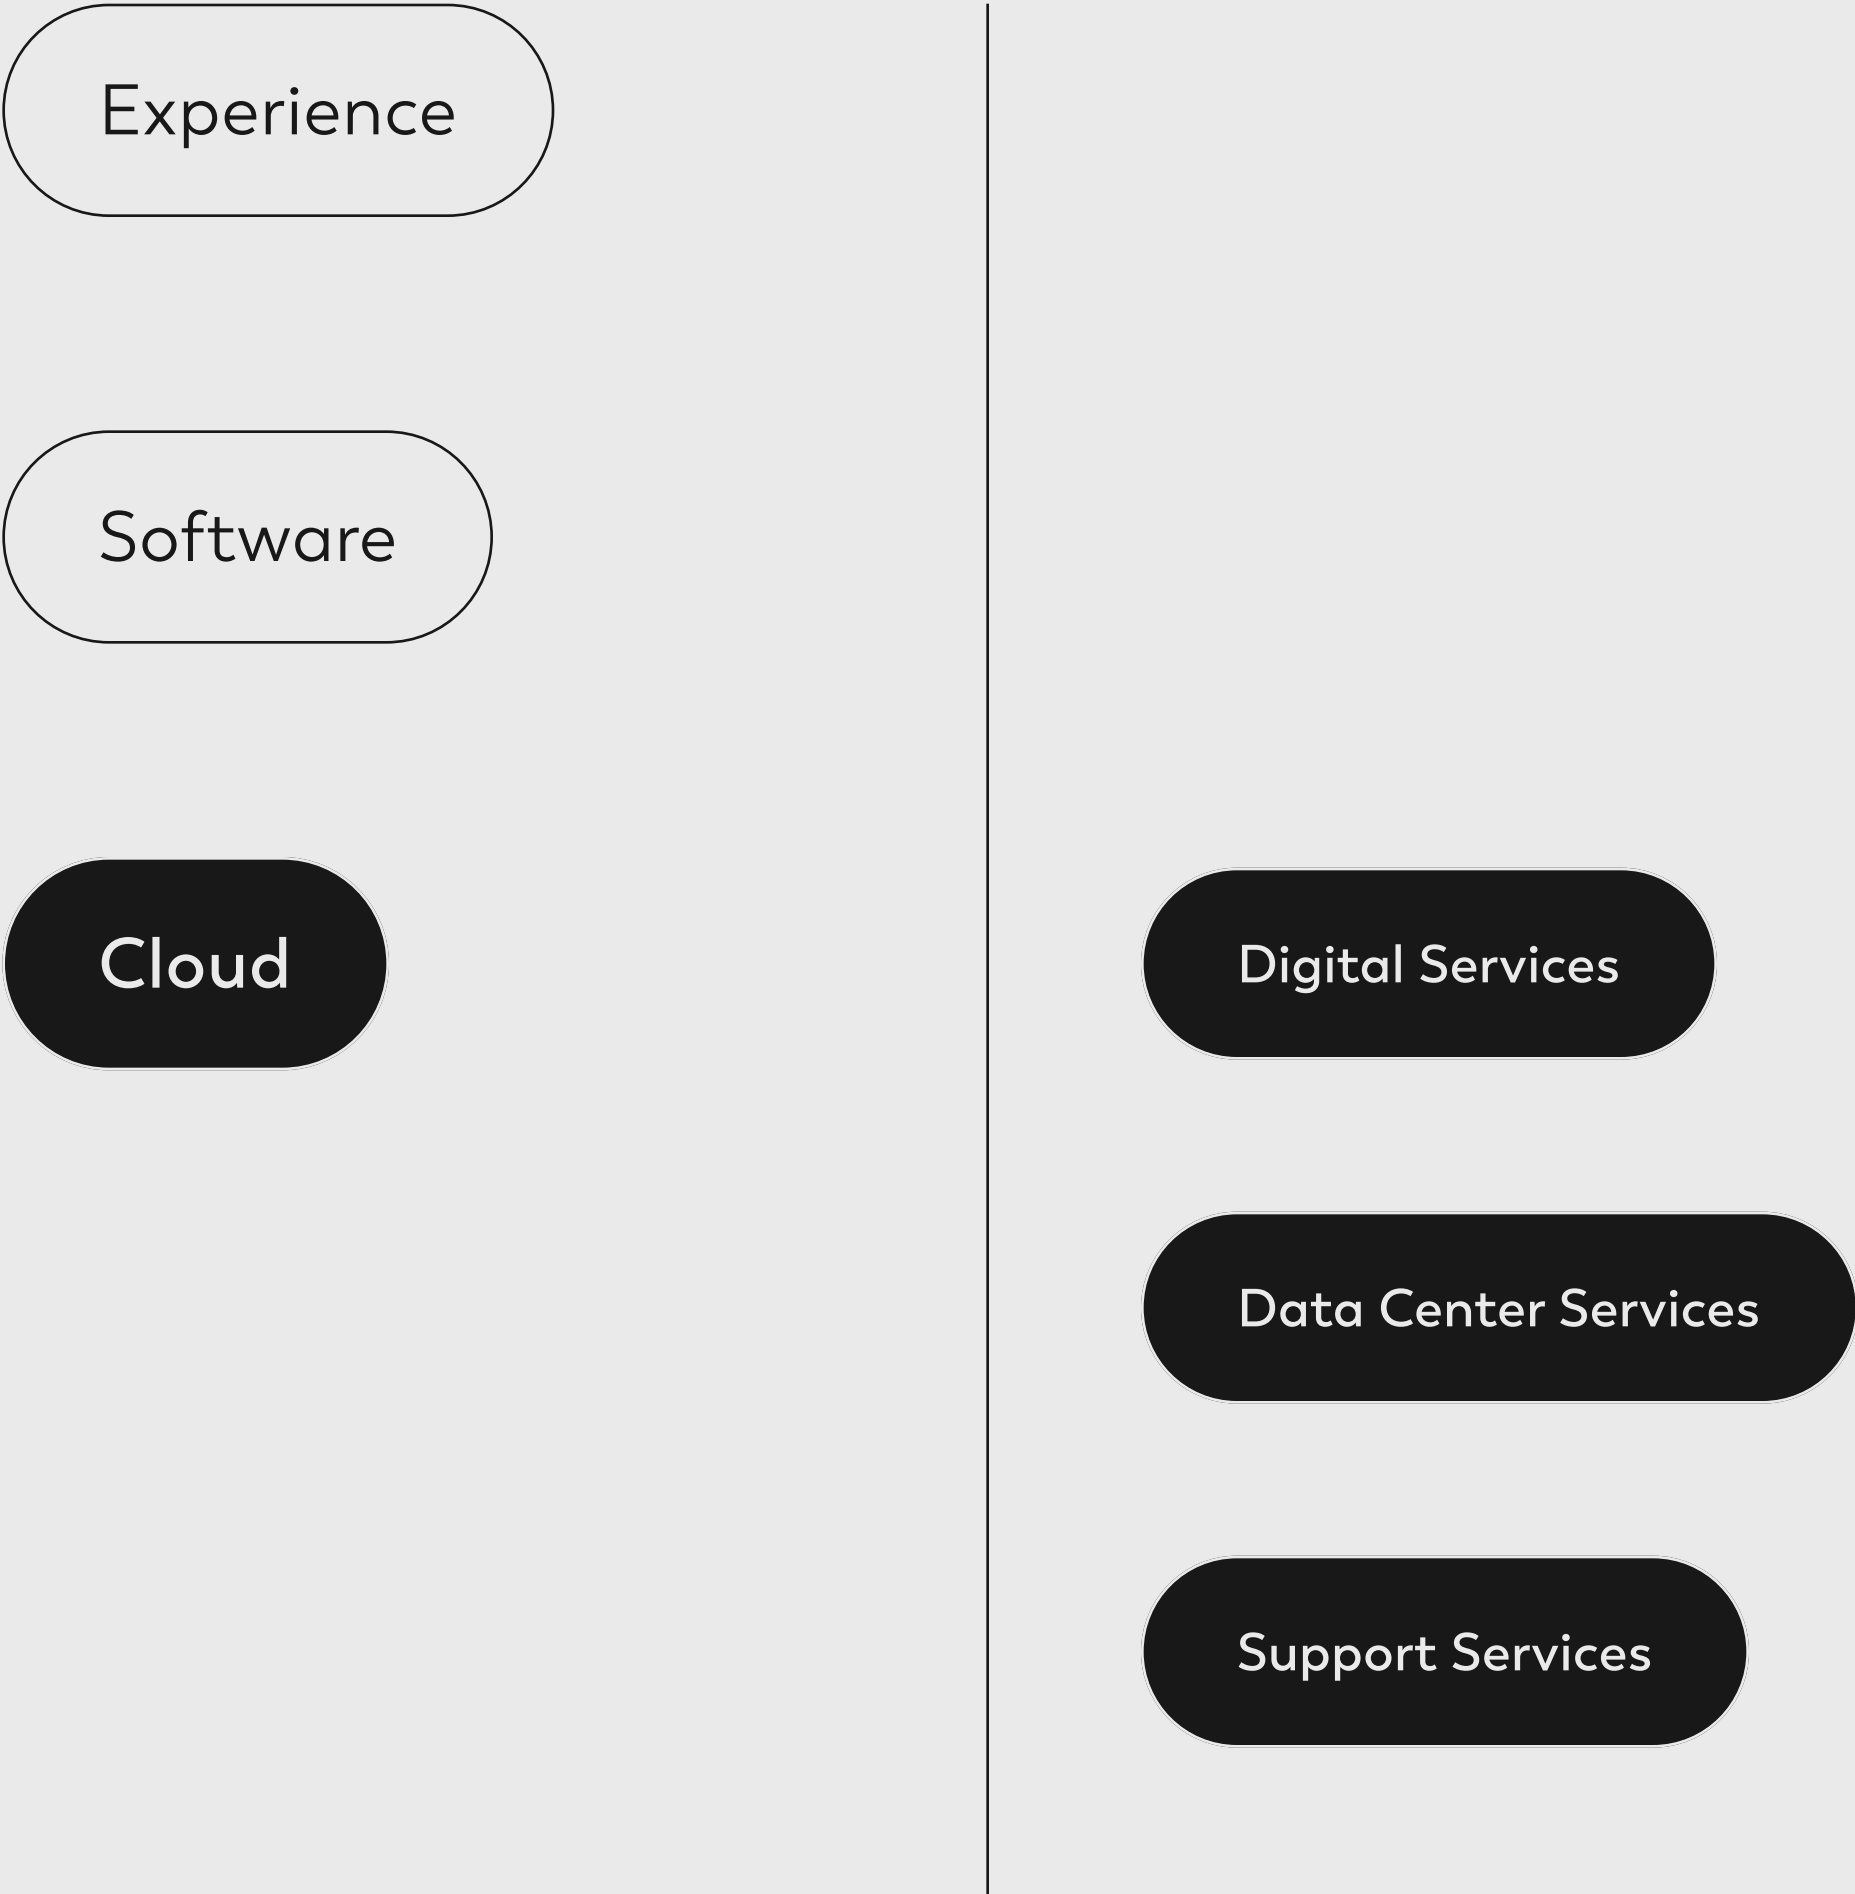 Experience
Software
Cloud
Digital Services
Data Center Services
Support Services